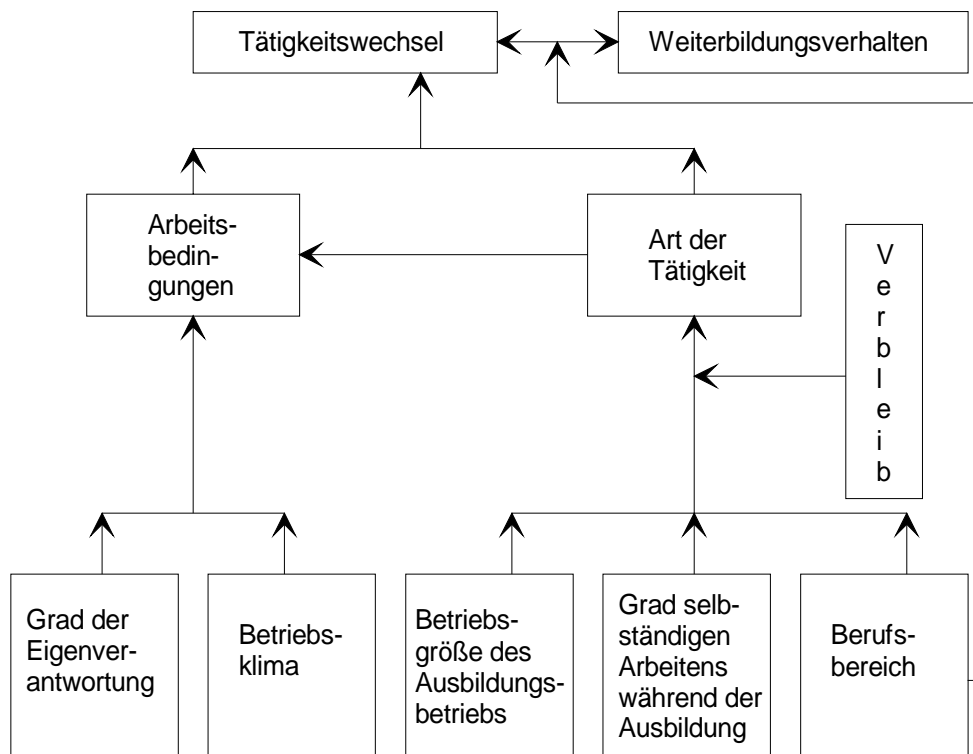 Tätigkeitswechsel
Weiterbildungsverhalten
Arbeits-
bedin-
gungen
Art der
Tätigkeit
V
e
r
b
l
e
i
b
Grad der
Eigenver-
antwortung
Betriebs-
klima
Betriebs-
größe des
Ausbildungs-
betriebs
Grad selb-
ständigen
Arbeitens
während der
Ausbildung
Berufs-
bereich